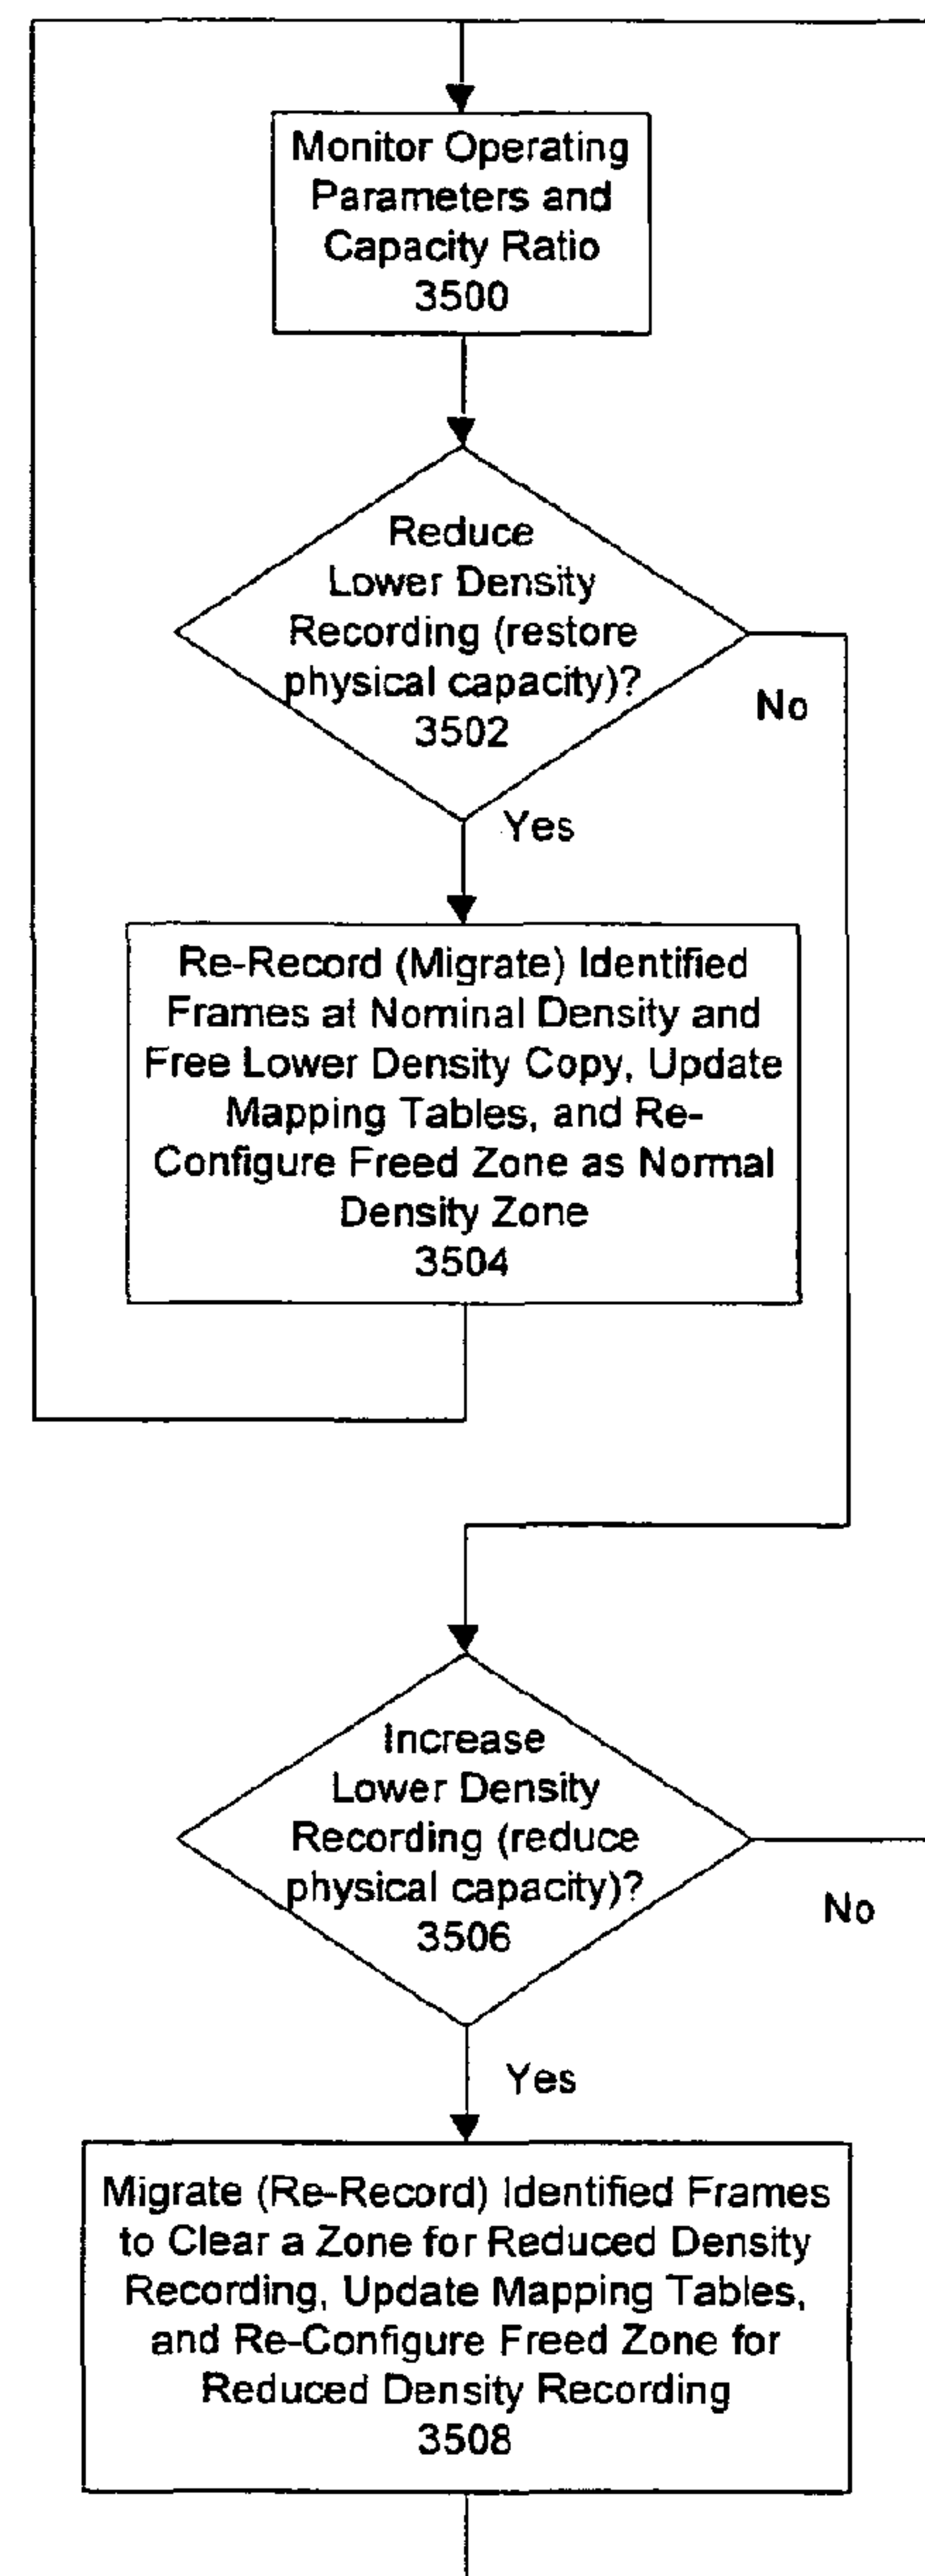 Monitor Operating
Parameters and
Capacity Ratio
3500
Reduce
Lower Density
Recording (restore
physical capacity)?
3502
No
Yes
Re-Record (Migrate) Identified
Frames at Nominal Density and
Free Lower Density Copy, Update
Mapping Tables, and Re-
Configure Freed Zone as Normal
Density Zone
3504
Increase
Lower Density
Recording (reduce
physical capacity)?
3506
No
Yes
Migrate (Re-Record) Identified Frames
to Clear a Zone for Reduced Density
Recording, Update Mapping Tables,
and Re-Configure Freed Zone for
Reduced Density Recording
3508